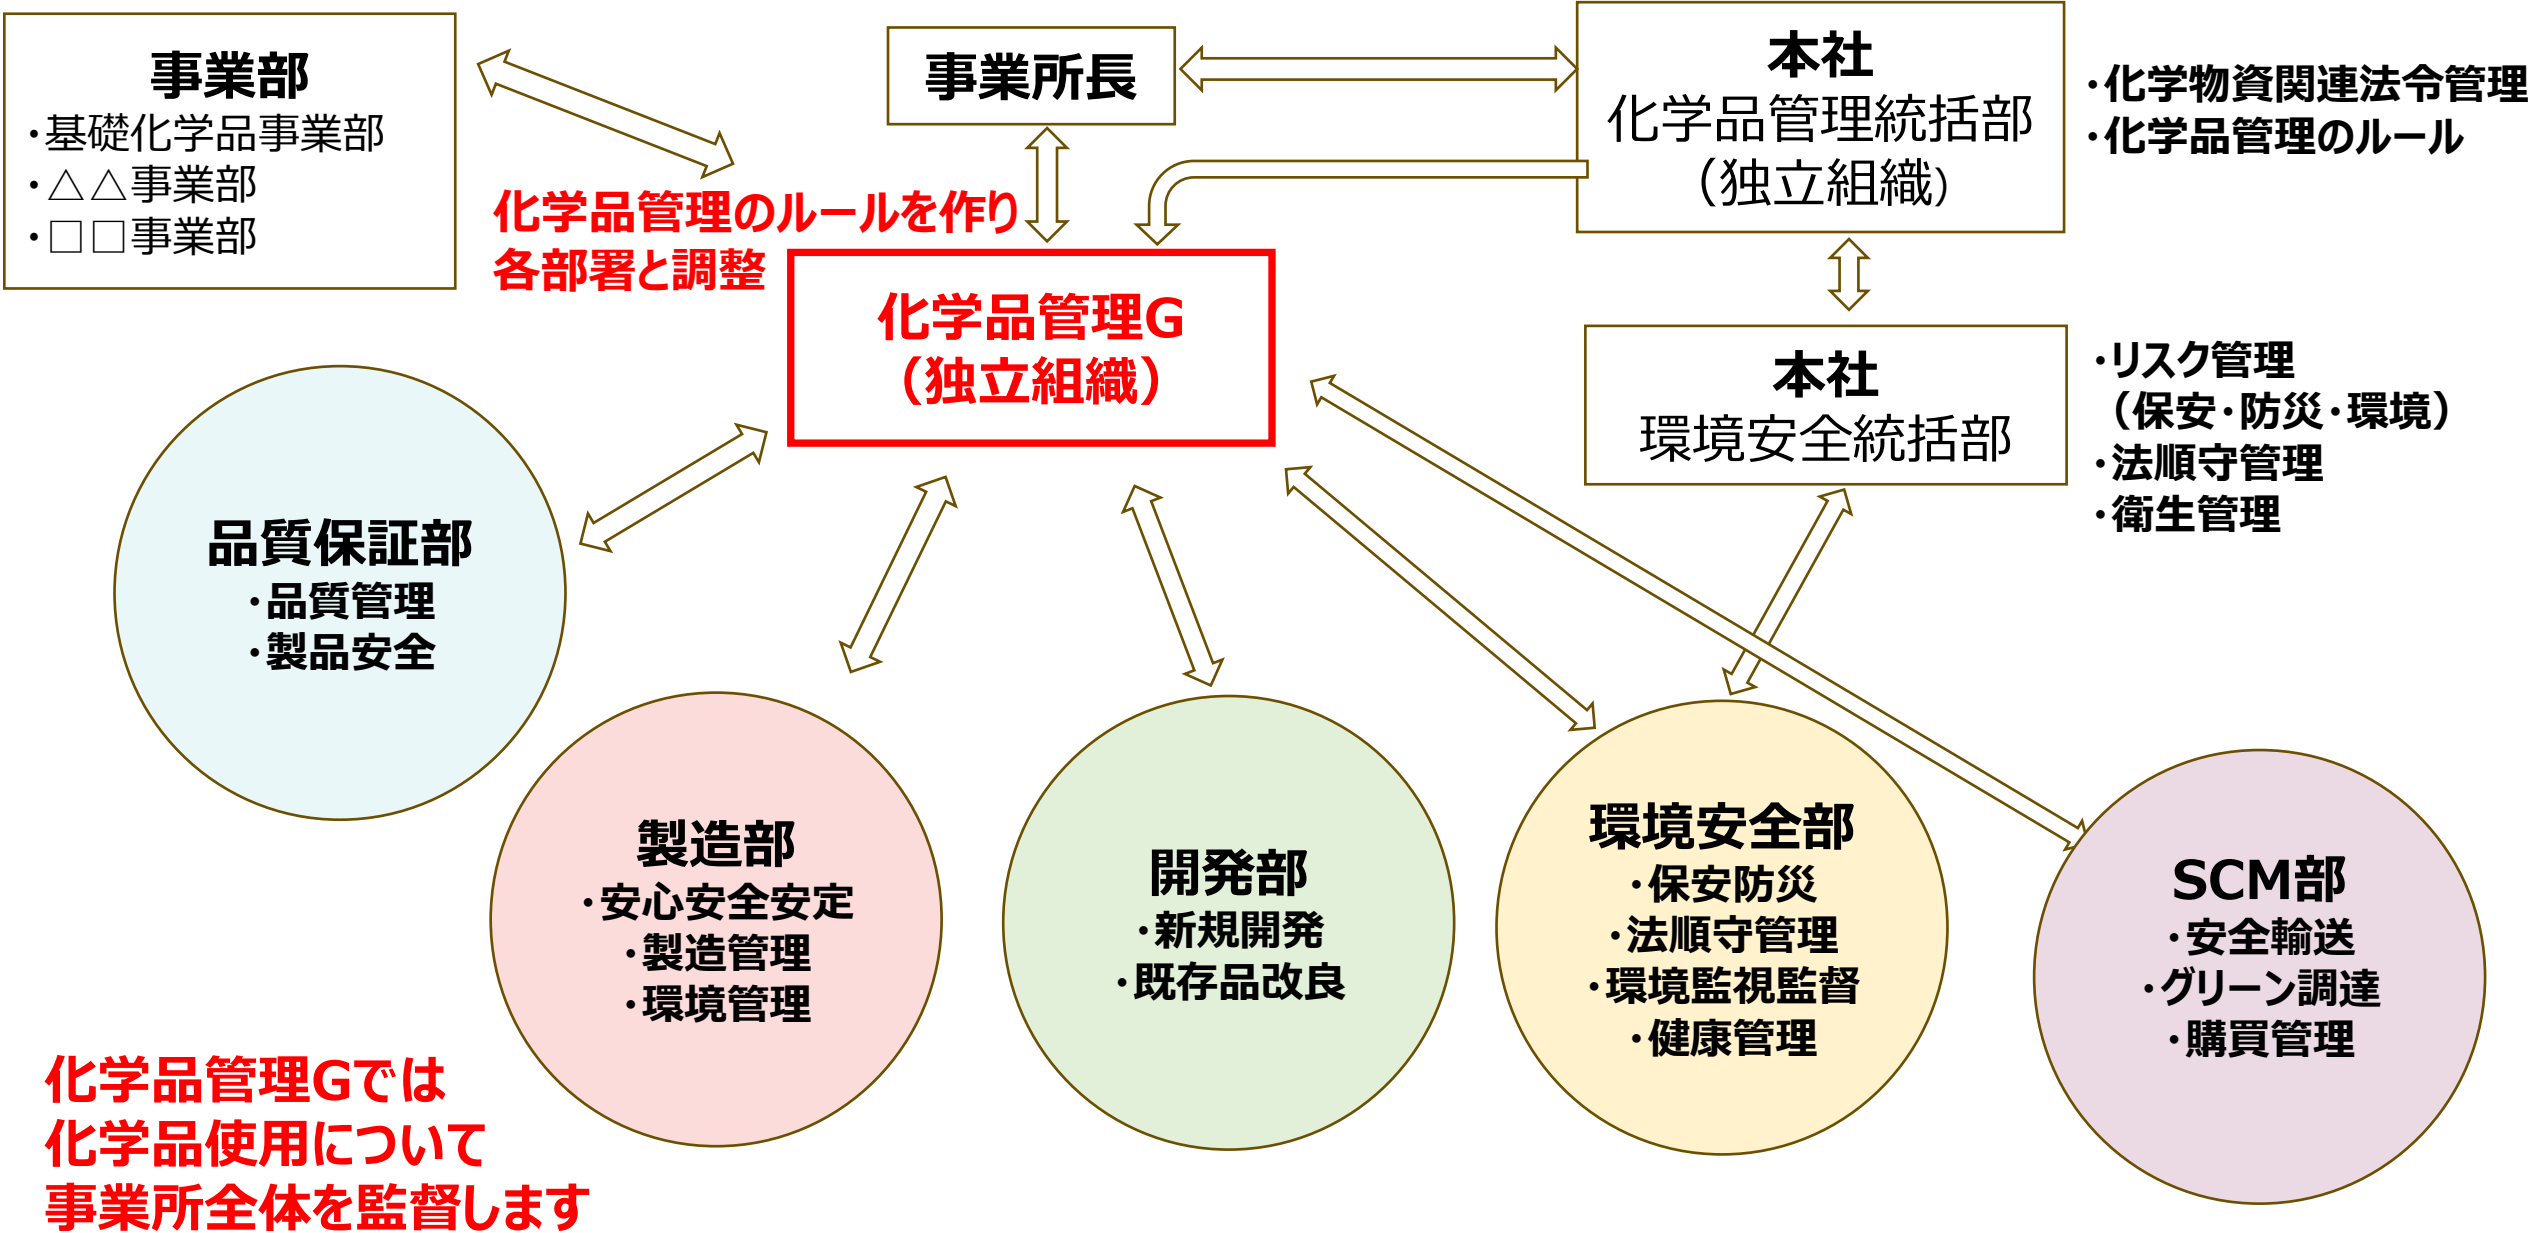 事業部
・基礎化学品事業部
・△△事業部
・□□事業部
事業所長
本社
化学品管理統括部
（独立組織）
・化学物資関連法令管理
・化学品管理のルール
化学品管理のルールを作り
各部署と調整
化学品管理G
（独立組織）
本社
環境安全統括部
・リスク管理
（保安・防災・環境）
・法順守管理
・衛生管理
品質保証部
・品質管理
・製品安全
製造部
・安心安全安定
・製造管理
・環境管理
開発部
・新規開発
・既存品改良
環境安全部
・保安防災
・法順守管理
・環境監視監督
・健康管理
SCM部
・安全輸送
・グリーン調達
・購買管理
化学品管理Gでは
化学品使用について
事業所全体を監督します